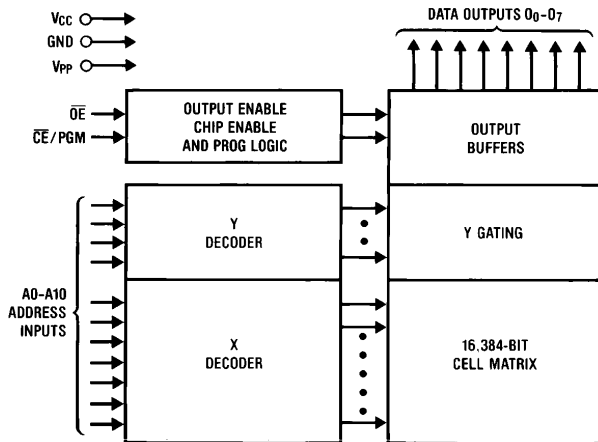 VCC
GND
VPP
DATA OUTPUTS O0-O7
OE
CE/PGM
OUTPUT ENABLE
CHIP ENABLE
AND PROG LOGIC
OUTPUT
BUFFERS
Y
DECODER
Y GATING
A0-A10
ADDRESS
INPUTS
X
DECODER
16,384-BIT
CELL MATRIX